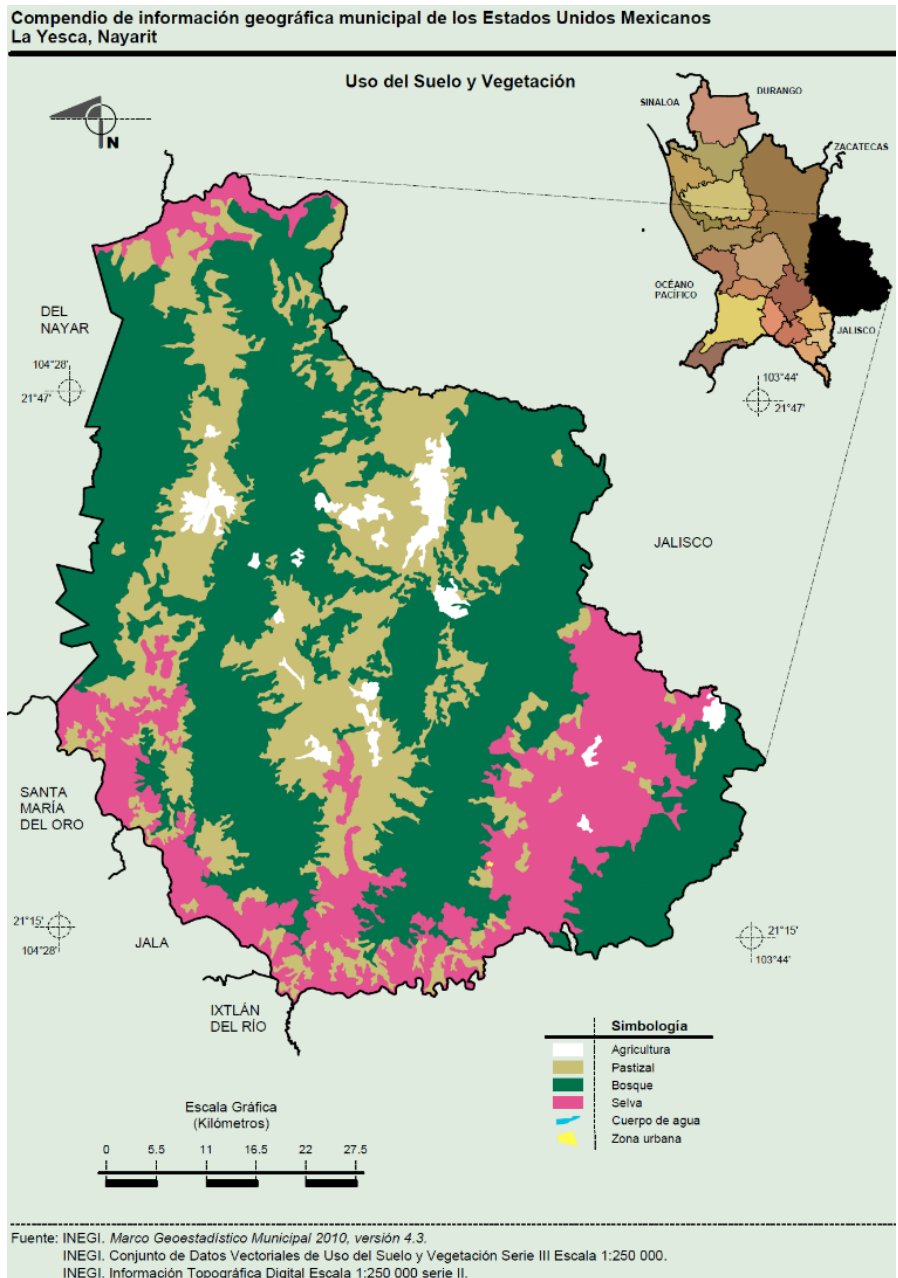 Compendio de información geográfica municipal de los Estados Unidos Mexicanos
La Yesca, Nayarit
Uso del Suelo y Vegetación
N
DURANGO
SINALOA
ZACATECAS
OCÉANO
PACÍFICO
JALISCO
103°44'
21°47'
DEL
NAYAR
104°28'
21°47'
JALISCO
SANTA
MARÍA
DEL ORO
21°15'
104°28'
JALA
21°15'
103°44'
IXTLÁN
DEL RÍO
Simbología
Agricultura
Pastizal
Bosque
Selva
Cuerpo de agua
Zona urbana
Escala Gráfica
(Kilómetros)
0 5.5 11 16.5 22 27.5
Fuente: INEGI. Marco Geoestadístico Municipal 2010, versión 4.3.
INEGI. Conjunto de Datos Vectoriales de Uso del Suelo y Vegetación Serie III Escala 1:250 000.
INEGI. Información Topográfica Digital Escala 1:250 000 serie II.